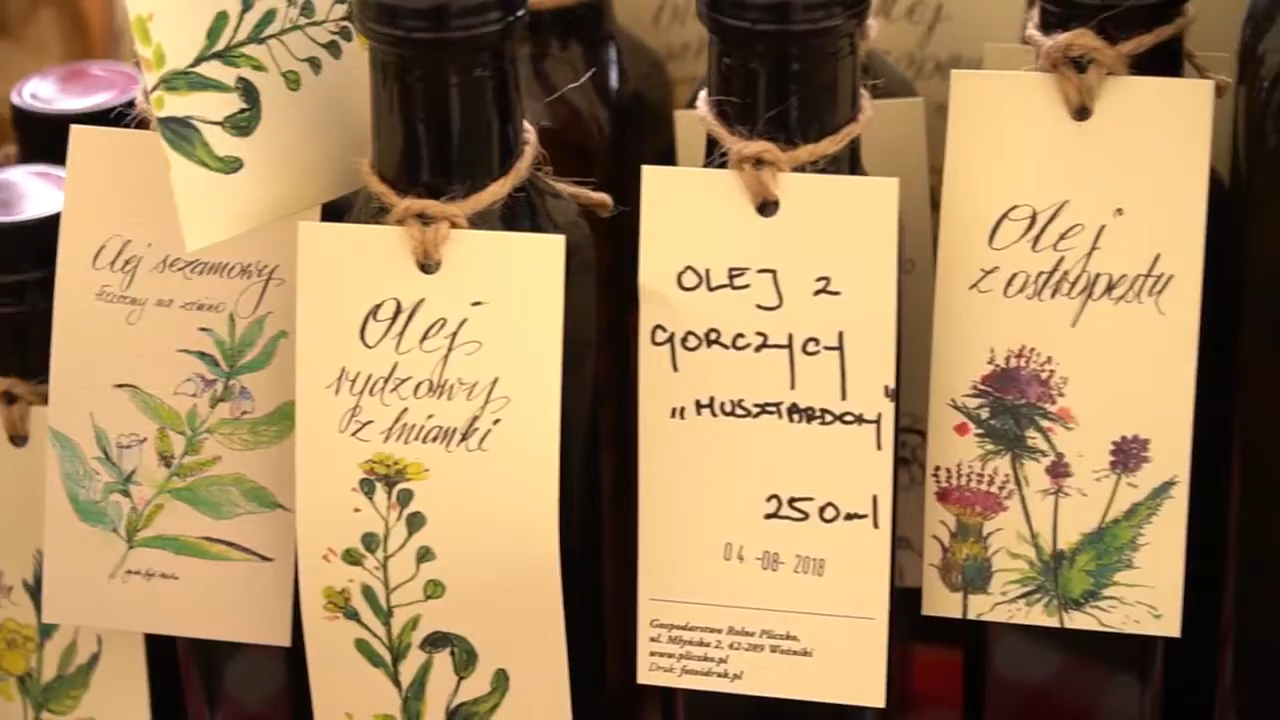 Olej sezamowy
tłoczony na zimno
Olej
rydzowy
z lnianki
OLEJ Z
GORCZYCY
„MUSZTARDOWY"
250ml
04 -08- 2018
Gospodarstwo Rolne Pliczko,
ul. Młyńska 2, 42-289 Woźniki
www.pliczko.pl
Druk: fotoidruk.pl
Olej
z ostropestu